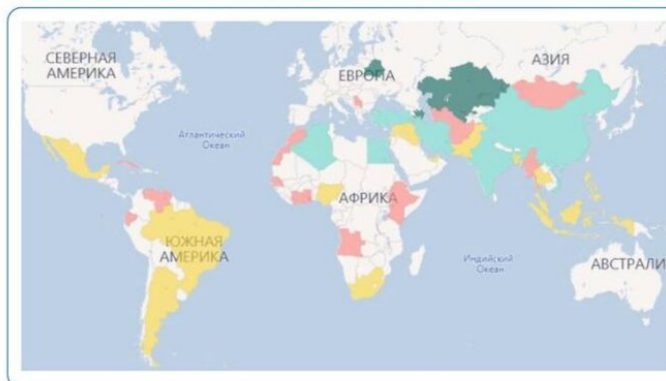 СЕВЕРНАЯ
АМЕРИКА
ЕВРОПА
АЗИЯ
Атлантический
Океан
АФРИКА
ЮЖНАЯ
АМЕРИКА
Индийский
Океан
АВСТРАЛИ